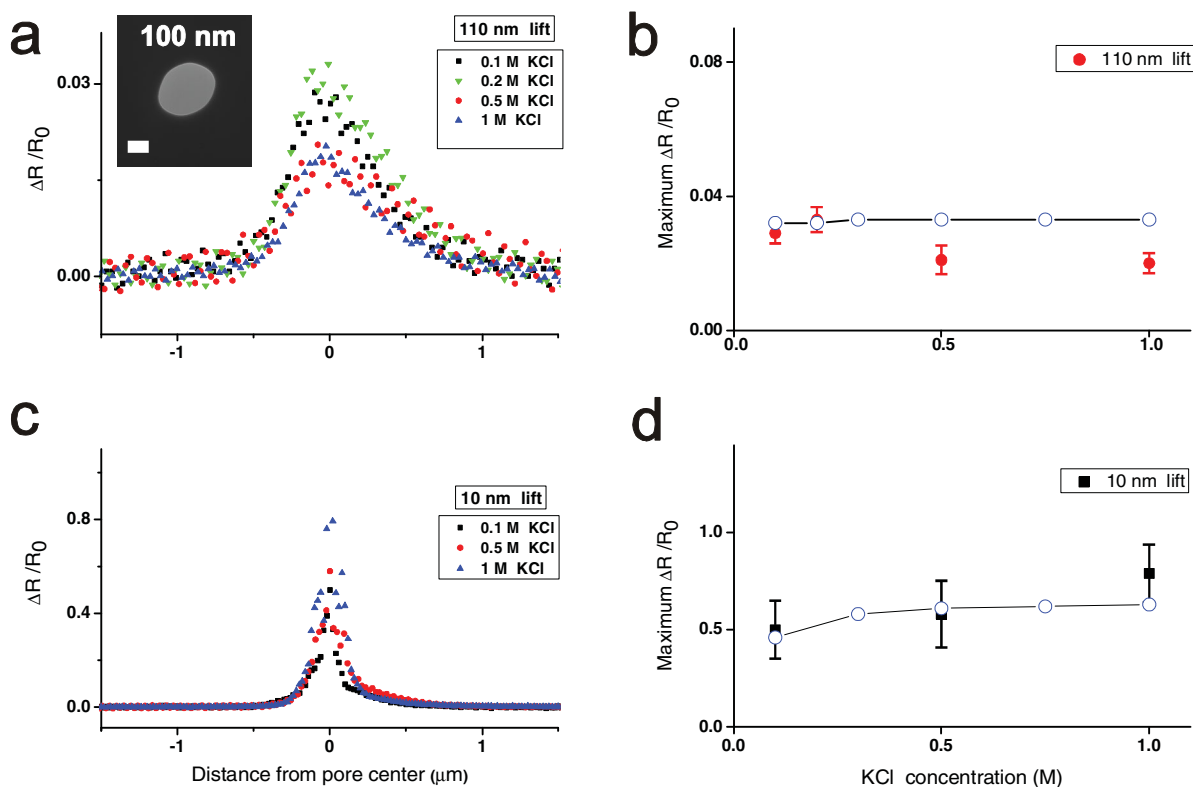 a
100 nm
110 nm lift
0.1 M KCl
0.2 M KCl
0.5 M KCl
1 M KCl
ΔR /R0
0.03
0.00
-1
0
1
b
110 nm lift
Maximum ΔR /R0
0.08
0.04
0.00
0.0
0.5
1.0
c
10 nm lift
0.1 M KCl
0.5 M KCl
1 M KCl
ΔR /R0
0.8
0.4
0.0
-1
0
1
Distance from pore center (μm)
d
10 nm lift
Maximum ΔR /R0
1.0
0.5
0.0
0.0
0.5
1.0
KCl concentration (M)